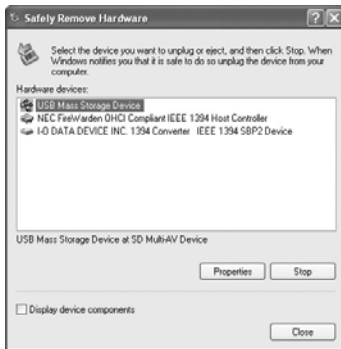 Safely Remove Hardware
Select the device you want to unplug or eject, and then click Stop. When
Windows notifies you that it is safe to do so unplug the device from your
computer.
Hardware devices:
USB Mass Storage Device
NEC FireWarden OHCI Compliant IEEE 1394 Host Controller
I-O DATA DEVICE INC. 1394 Converter IEEE 1394 SBP2 Device
USB Mass Storage Device at SD Multi-AV Device
Properties Stop
Display device components
Close